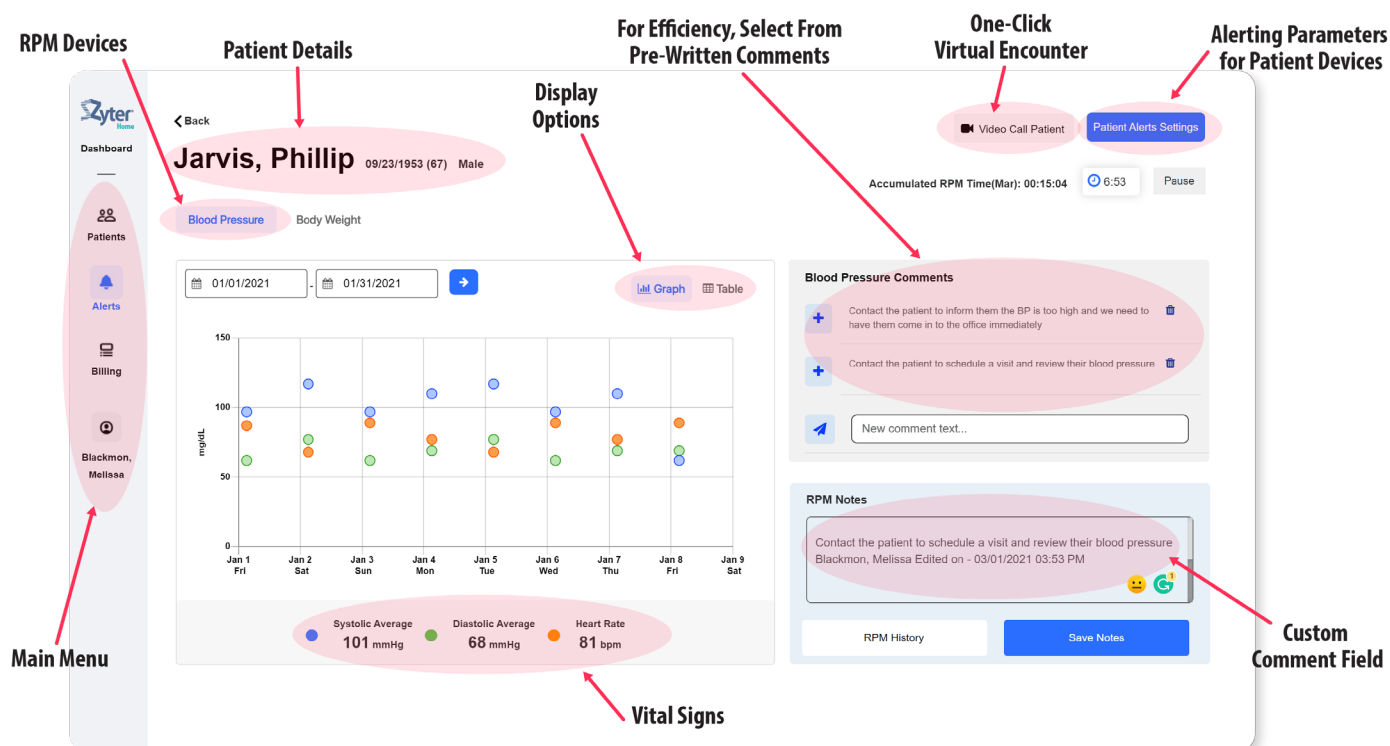 RPM Devices
Patient Details
For Efficiency, Select From
Pre-Written Comments
One-Click
Virtual Encounter
Alerting Parameters
for Patient Devices
Display
Options
Zyter
Home
Dashboard
Back
Video Call Patient
Patient Alerts Settings
Jarvis, Phillip 09/23/1953 (67) Male
Accumulated RPM Time(Mar): 00:15:04
6:53
Pause
Patients
Alerts
Billing
Blackmon,
Melissa
Blood Pressure
Body Weight
01/01/2021 - 01/31/2021
Graph
Table
mg/dL
150
100
50
0
Jan 1 Jan 2 Jan 3 Jan 4 Jan 5 Jan 6 Jan 7 Jan 8 Jan 9
Fri Sat Sun Mon Tue Wed Thu Fri Sat
Systolic Average
101 mmHg
Diastolic Average
68 mmHg
Heart Rate
81 bpm
Blood Pressure Comments
Contact the patient to inform them the BP is too high and we need to
have them come in to the office immediately
Contact the patient to schedule a visit and review their blood pressure
New comment text...
RPM Notes
Contact the patient to schedule a visit and review their blood pressure
Blackmon, Melissa Edited on - 03/01/2021 03:53 PM
1
RPM History
Save Notes
Main Menu
Vital Signs
Custom
Comment Field